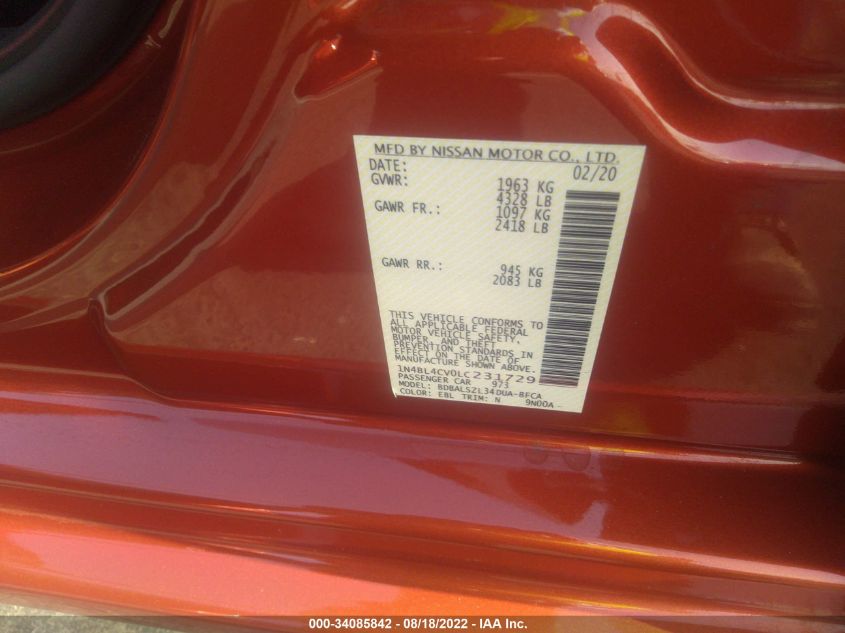 MFD BY NISSAN MOTOR CO., LTD.
DATE: 02/20
GVWR: 1963 KG
4328 LB
GAWR FR.: 1097 KG
2418 LB
GAWR RR.: 945 KG
2083 LB
THIS VEHICLE CONFORMS TO
ALL APPLICABLE FEDERAL
MOTOR VEHICLE SAFETY,
BUMPER, AND THEFT
PREVENTION STANDARDS IN
EFFECT ON THE DATE OF
MANUFACTURE SHOWN ABOVE.
1N4BL4CV0LC231729
PASSENGER CAR 973
MODEL: BDBALSZL34DUA-BFCA
COLOR: EBL TRIM: N 9N00A -
000-34085842 - 08/18/2022 - IAA Inc.